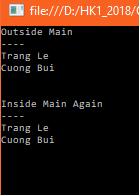 file:///D:/HK1_2018/
Outside Main
----
Trang Le
Cuong Bui
Inside Main Again
----
Trang Le
Cuong Bui